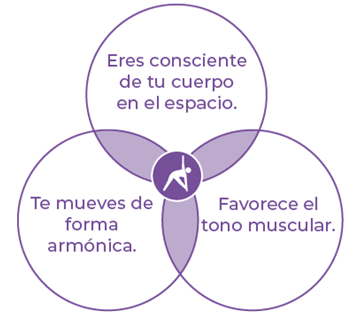 Eres consciente
de tu cuerpo
en el espacio.
Te mueves de
forma
armónica.
Favorece el
tono muscular.